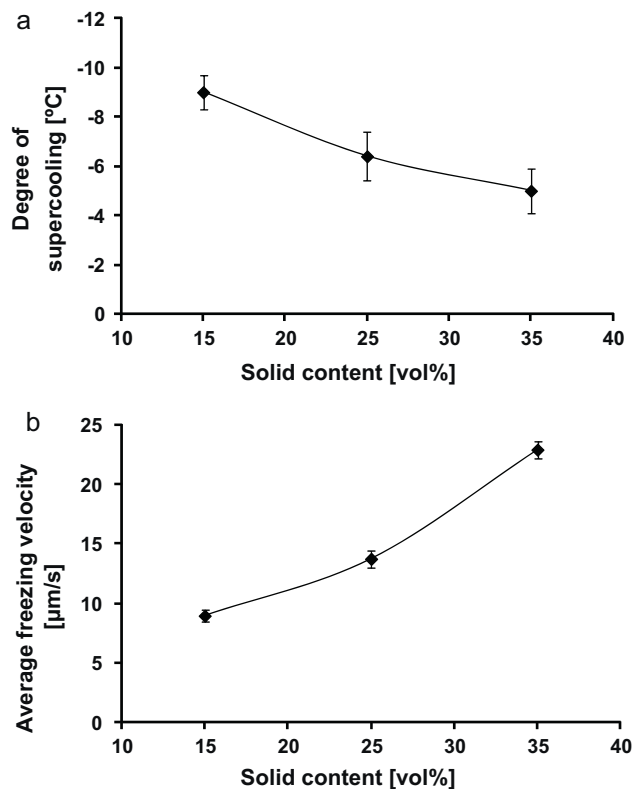 a
-12
-10
-8
-6
-4
-2
0
10 15 20 25 30 35 40
Degree of
supercooling [ºC]
Solid content [vol%]
b
25
20
15
10
5
0
10 15 20 25 30 35 40
Average freezing velocity
[µm/s]
Solid content [vol%]